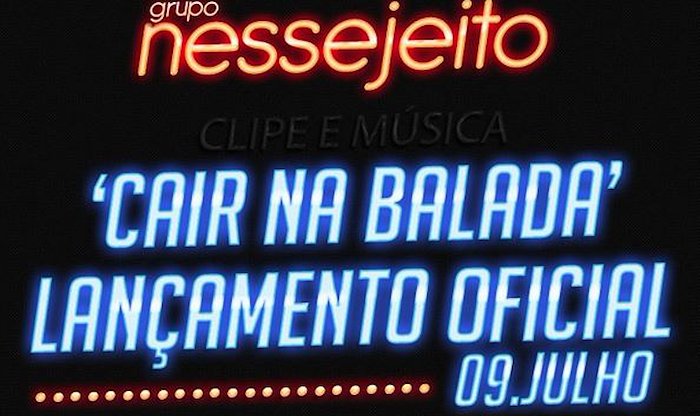 grupo
nessejeito
CLIPE E MÚSICA
‘CAIR NA BALADA’
LANÇAMENTO OFICIAL
09.JULHO